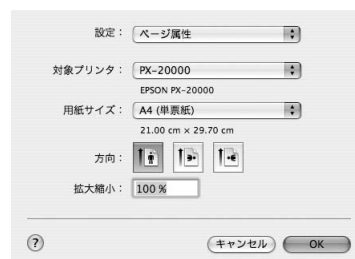 設定： ページ属性
対象プリンタ： PX-20000
EPSON PX-20000
用紙サイズ： A4 (単票紙)
21.00 cm × 29.70 cm
方向：
拡大縮小： 100 %
? キャンセル OK